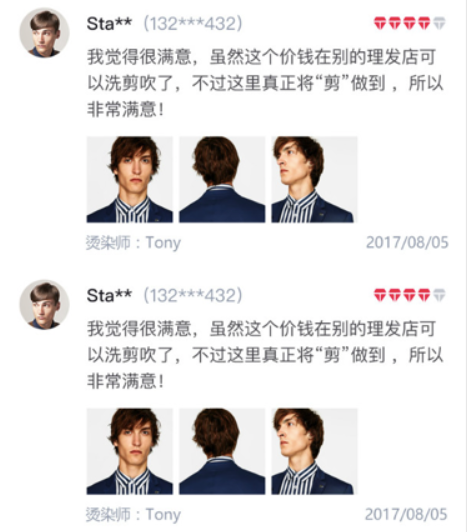 Sta** (132***432)
我觉得很满意，虽然这个价钱在别的理发店可
以洗剪吹了，不过这里真正将“剪”做到 ，所以
非常满意！
烫染师：Tony 2017/08/05
Sta** (132***432)
我觉得很满意，虽然这个价钱在别的理发店可
以洗剪吹了，不过这里真正将“剪”做到 ，所以
非常满意！
烫染师：Tony 2017/08/05